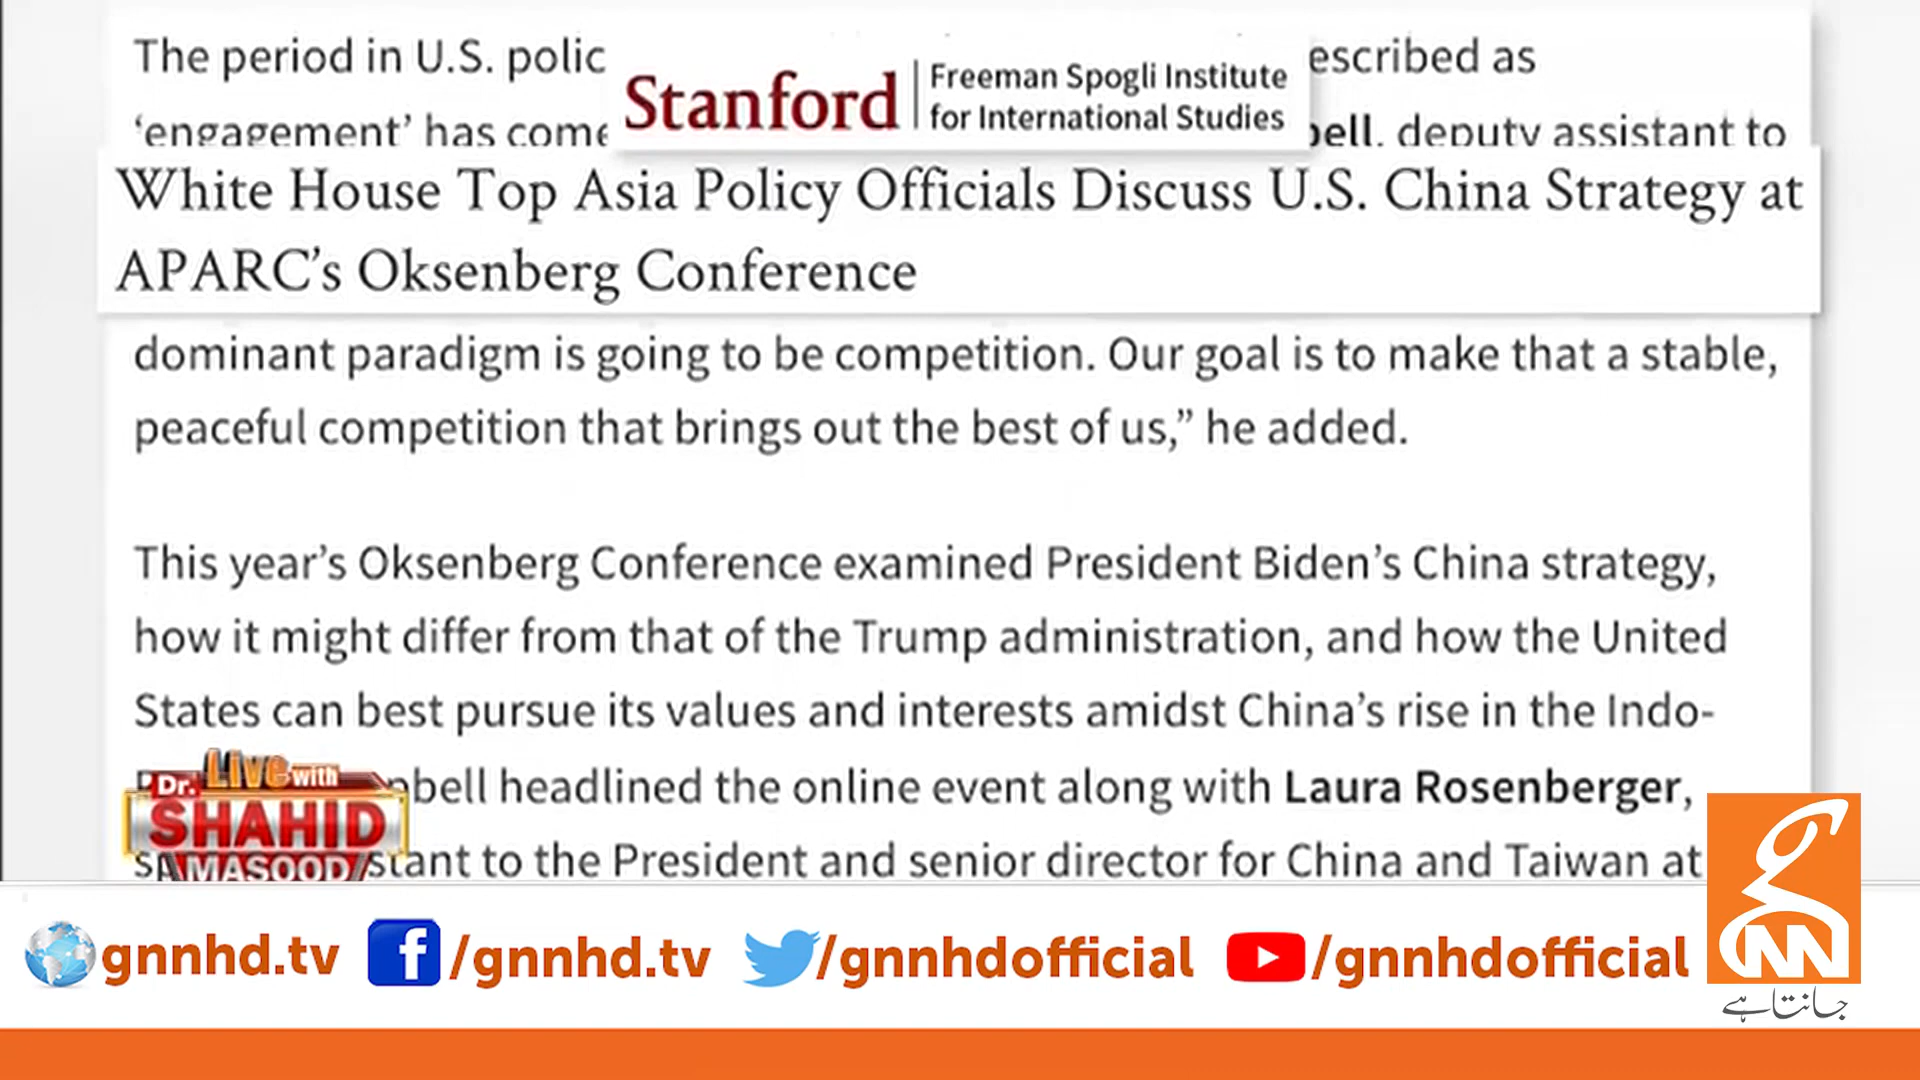 The period in U.S. polic
escribed as
Stanford
Freeman Spogli Institute
for International Studies
‘engagement’ has come
bell, deputy assistant to
White House Top Asia Policy Officials Discuss U.S. China Strategy at
APARC’s Oksenberg Conference
dominant paradigm is going to be competition. Our goal is to make that a stable,
peaceful competition that brings out the best of us,” he added.
This year’s Oksenberg Conference examined President Biden’s China strategy,
how it might differ from that of the Trump administration, and how the United
States can best pursue its values and interests amidst China’s rise in the Indo-
pbell headlined the online event along with Laura Rosenberger,
sp stant to the President and senior director for China and Taiwan at
Live with
Dr. SHAHID
MASOOD
gnnhd.tv /gnnhd.tv /gnnhdofficial /gnnhdofficial
GNN
جانتا ہے